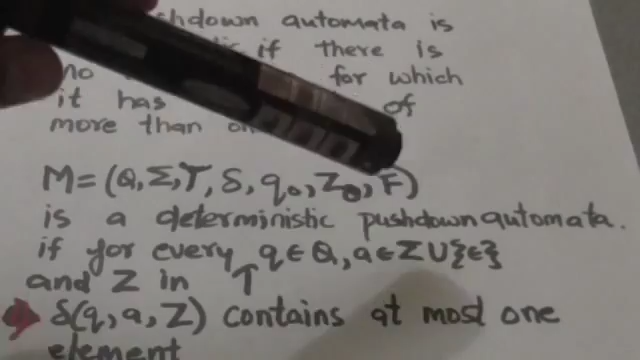 pushdown automata is
if there is
no for which
it has of
more than
M=(Q,Σ,Γ,δ,q₀,Z₀,F)
is a deterministic pushdown automata.
if for every q∈Q,a∈Σ∪{ε}
and Z in Γ
δ(q,a,Z) contains at most one
element